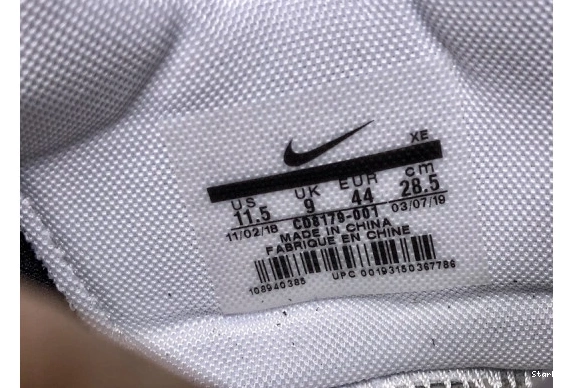 XE
US UK EUR cm
11.5 9 44 28.5
11/02/18 CD8179-001 03/07/19
MADE IN CHINA
FABRIQUE EN CHINE
108940385 UPC 00193150367786